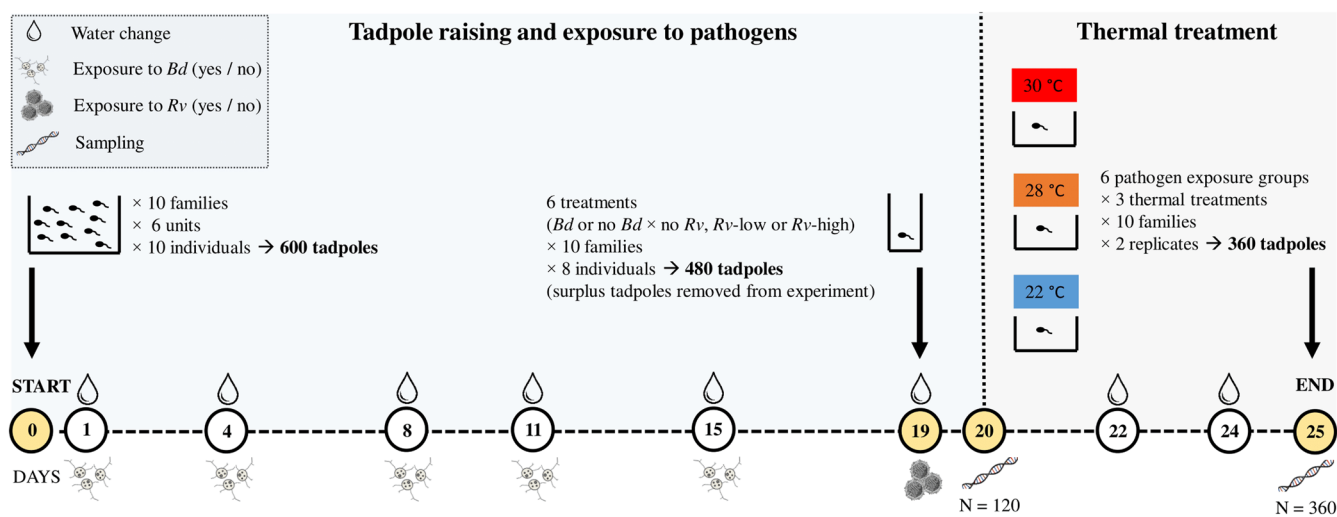 Tadpole raising and exposure to pathogens
Thermal treatment
Water change
Exposure to Bd (yes / no)
Exposure to Rv (yes / no)
Sampling
× 10 families
× 6 units
× 10 individuals → 600 tadpoles
6 treatments
(Bd or no Bd × no Rv, Rv-low or Rv-high)
× 10 families
× 8 individuals → 480 tadpoles
(surplus tadpoles removed from experiment)
30 °C
28 °C
22 °C
6 pathogen exposure groups
× 3 thermal treatments
× 10 families
× 2 replicates → 360 tadpoles
START
END
0 1 4 8 11 15 19 20 22 24 25
DAYS
N = 120
N = 360